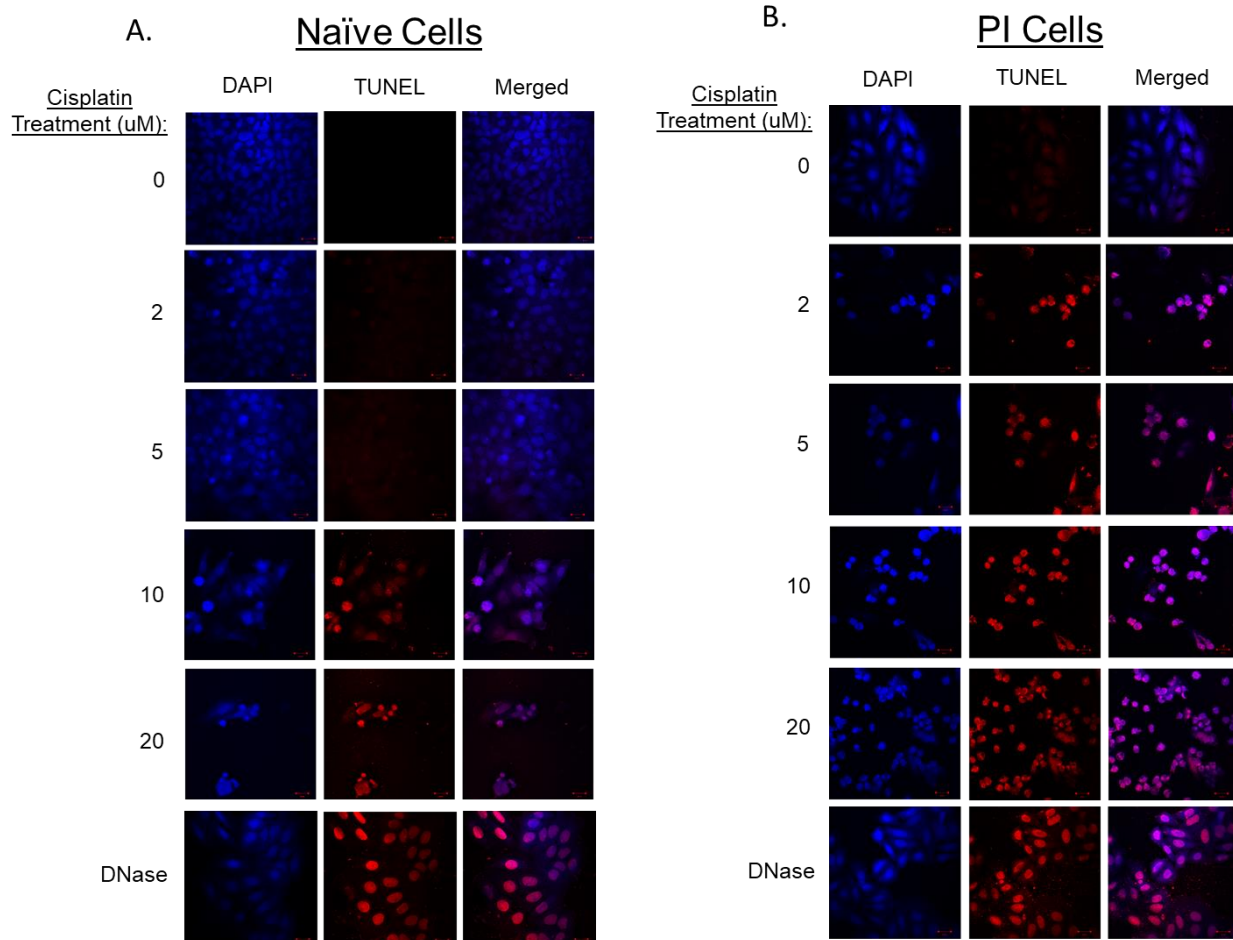 A.
Naïve Cells
DAPI TUNEL Merged
Cisplatin
Treatment (uM):
0
2
5
10
20
DNase
B.
PI Cells
DAPI TUNEL Merged
Cisplatin
Treatment (uM):
0
2
5
10
20
DNase